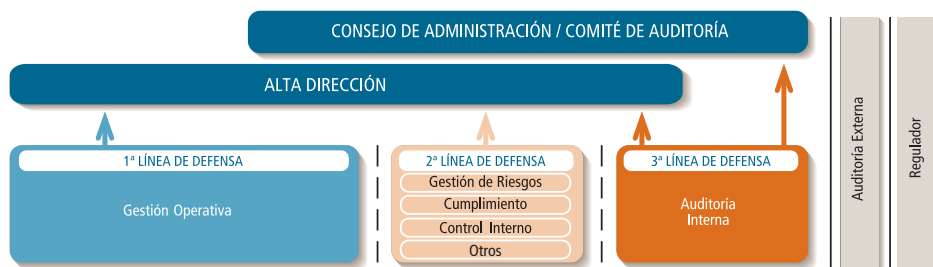 CONSEJO DE ADMINISTRACIÓN / COMITÉ DE AUDITORÍA
ALTA DIRECCIÓN
1ª LÍNEA DE DEFENSA
Gestión Operativa
2ª LÍNEA DE DEFENSA
Gestión de Riesgos
Cumplimiento
Control Interno
Otros
3ª LÍNEA DE DEFENSA
Auditoría
Interna
Auditoría Externa
Regulador